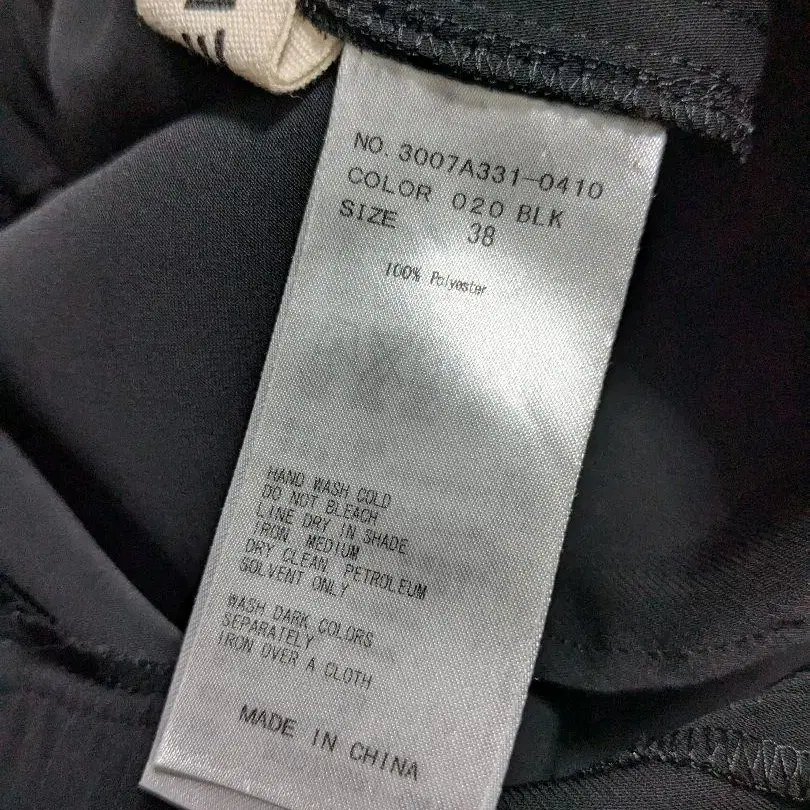 NO. 3007A331-0410
COLOR 020 BLK
SIZE 38
100% Polyester
HAND WASH COLD
DO NOT BLEACH
LINE DRY IN SHADE
IRON MEDIUM
DRY CLEAN, PETROLEUM
SOLVENT ONLY
WASH DARK COLORS
SEPARATELY
IRON OVER A CLOTH
MADE IN CHINA